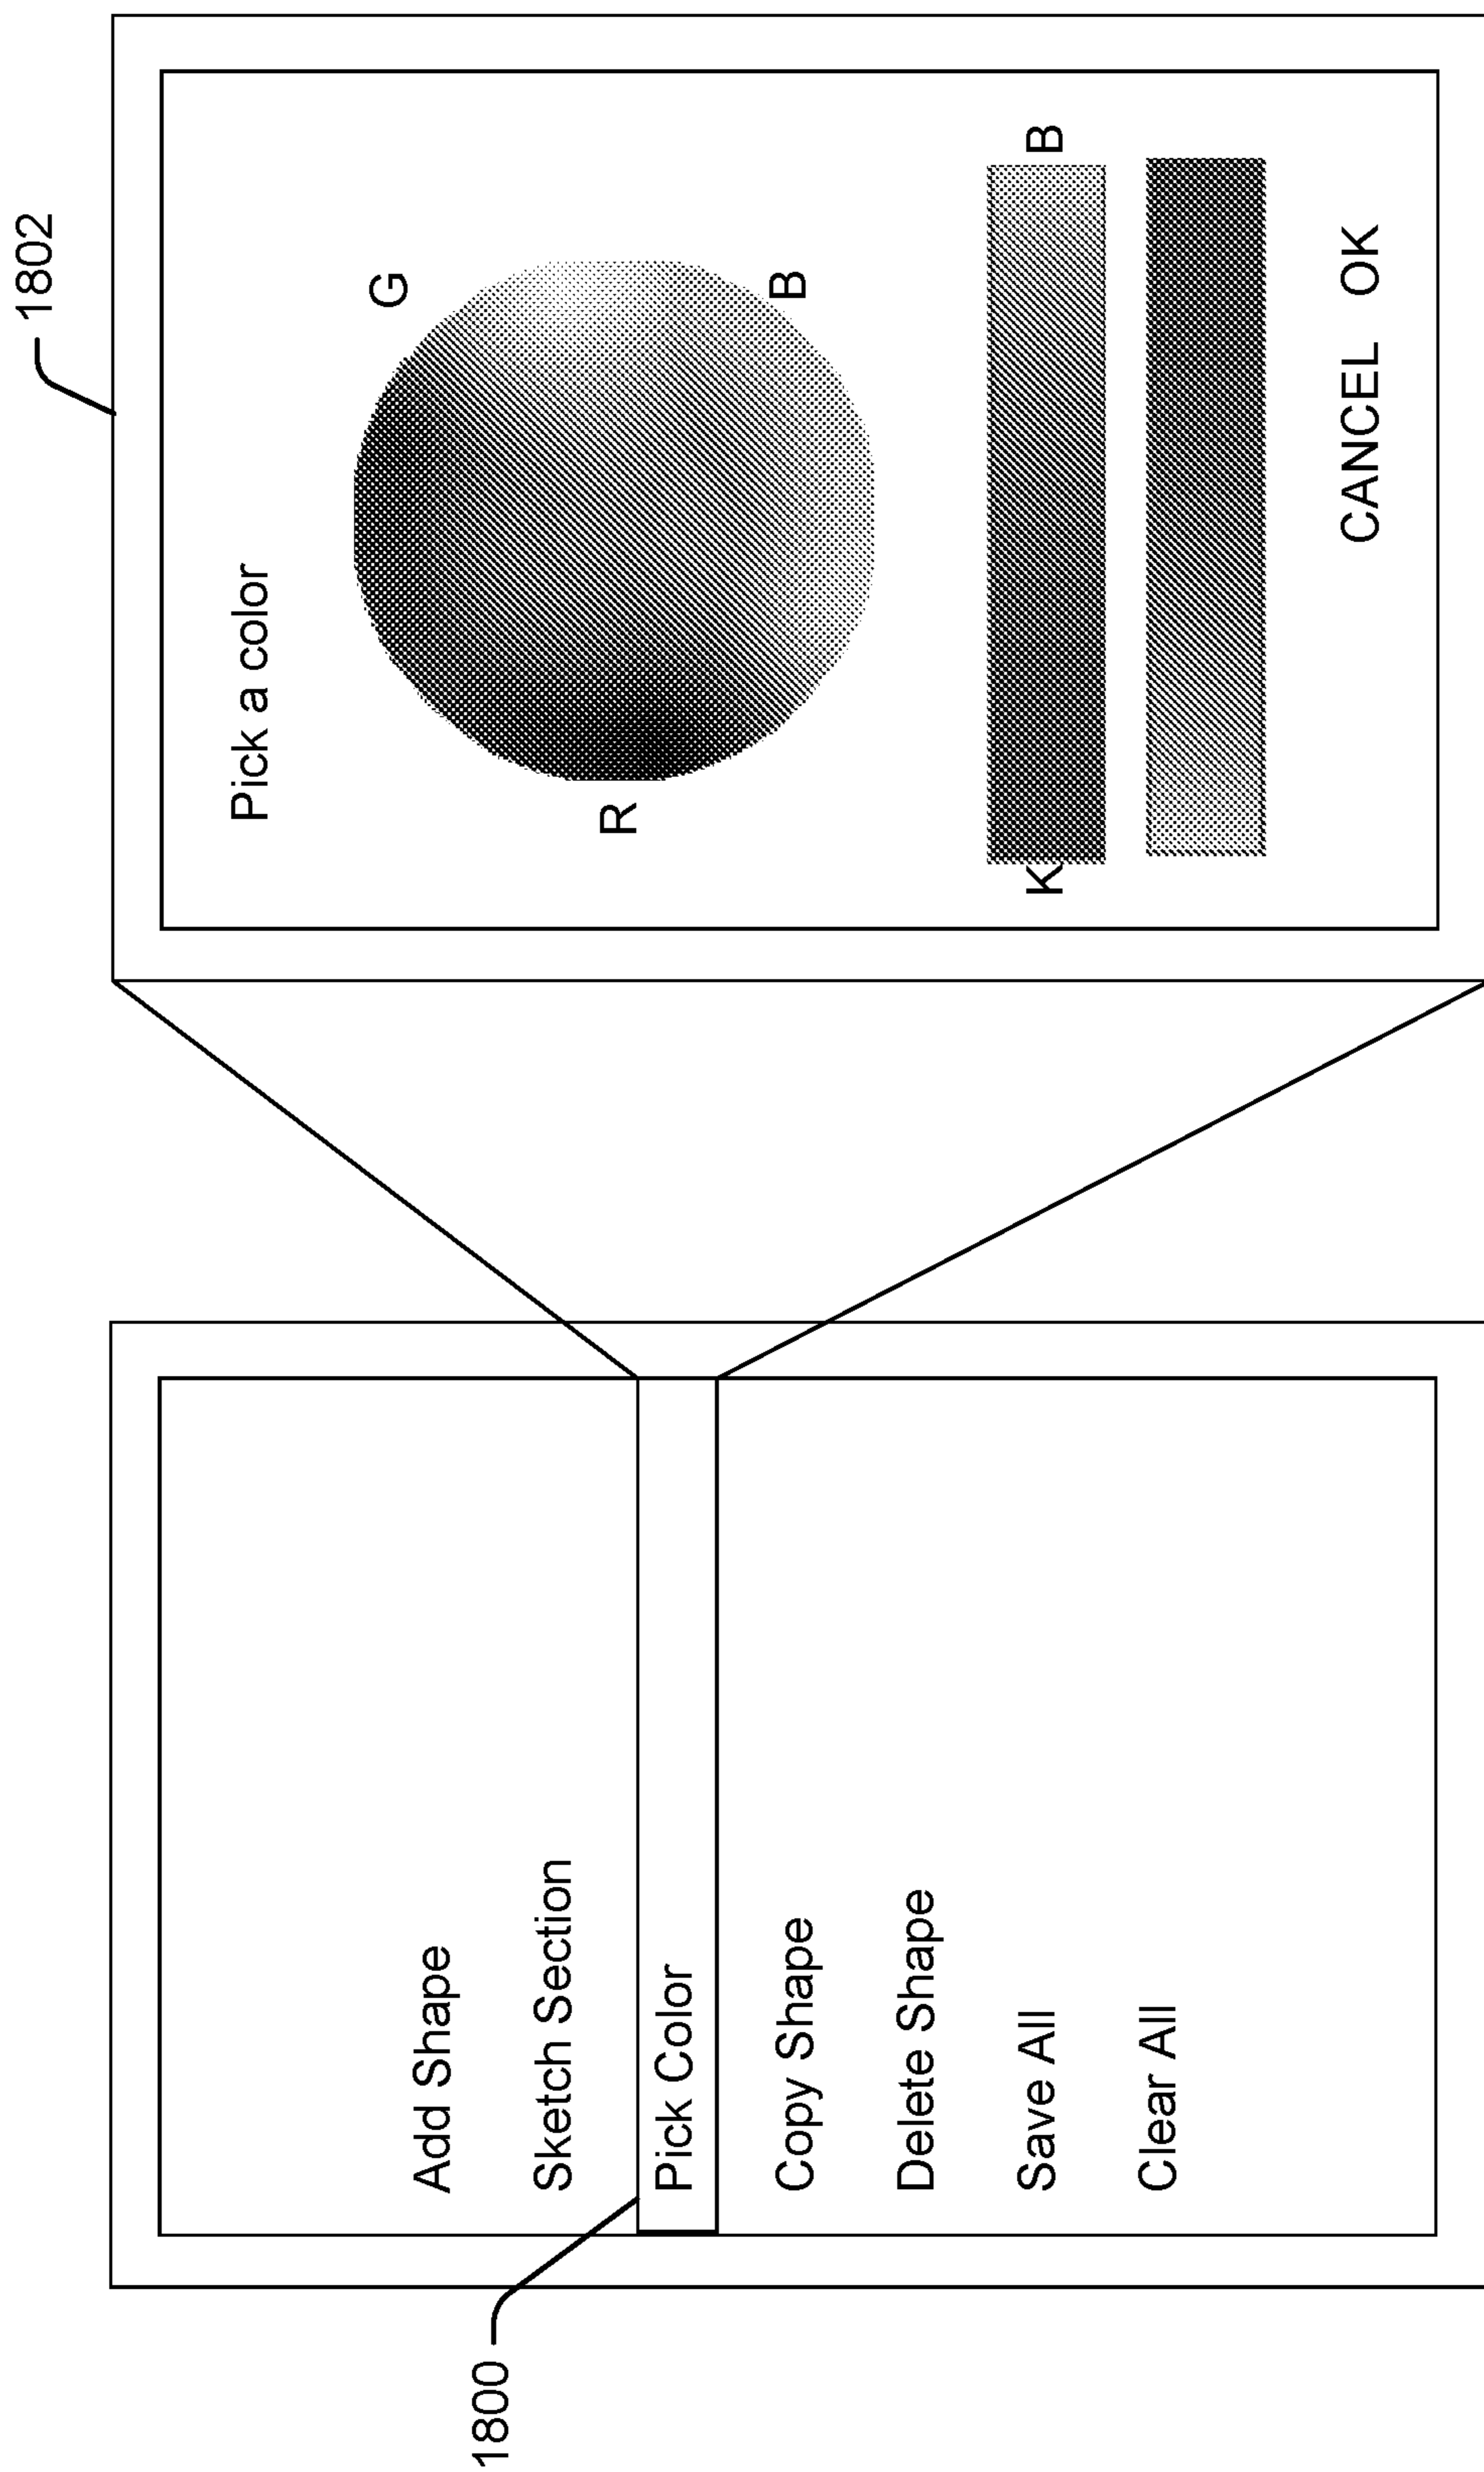 1800
Add Shape
Sketch Section
Pick Color
Copy Shape
Delete Shape
Save All
Clear All
1802
Pick a color
G
R
B
K B
CANCEL OK